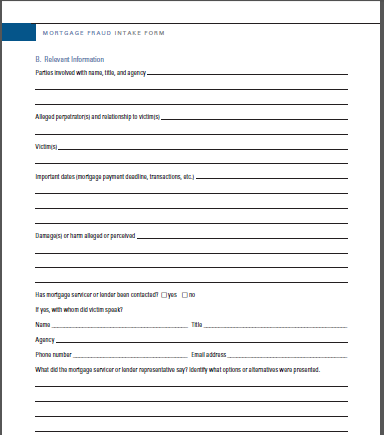 MORTGAGE FRAUD INTAKE FORM
B. Relevant Information
Parties involved with name, title, and agency
Alleged perpetrator(s) and relationship to victim(s)
Victim(s)
Important dates (mortgage payment deadline, transactions, etc.)
Damage(s) or harm alleged or perceived
Has mortgage servicer or lender been contacted? ☐ yes ☐ no
If yes, with whom did victim speak?
Name Title
Agency
Phone number Email address
What did the mortgage servicer or lender representative say? Identify what options or alternatives were presented.